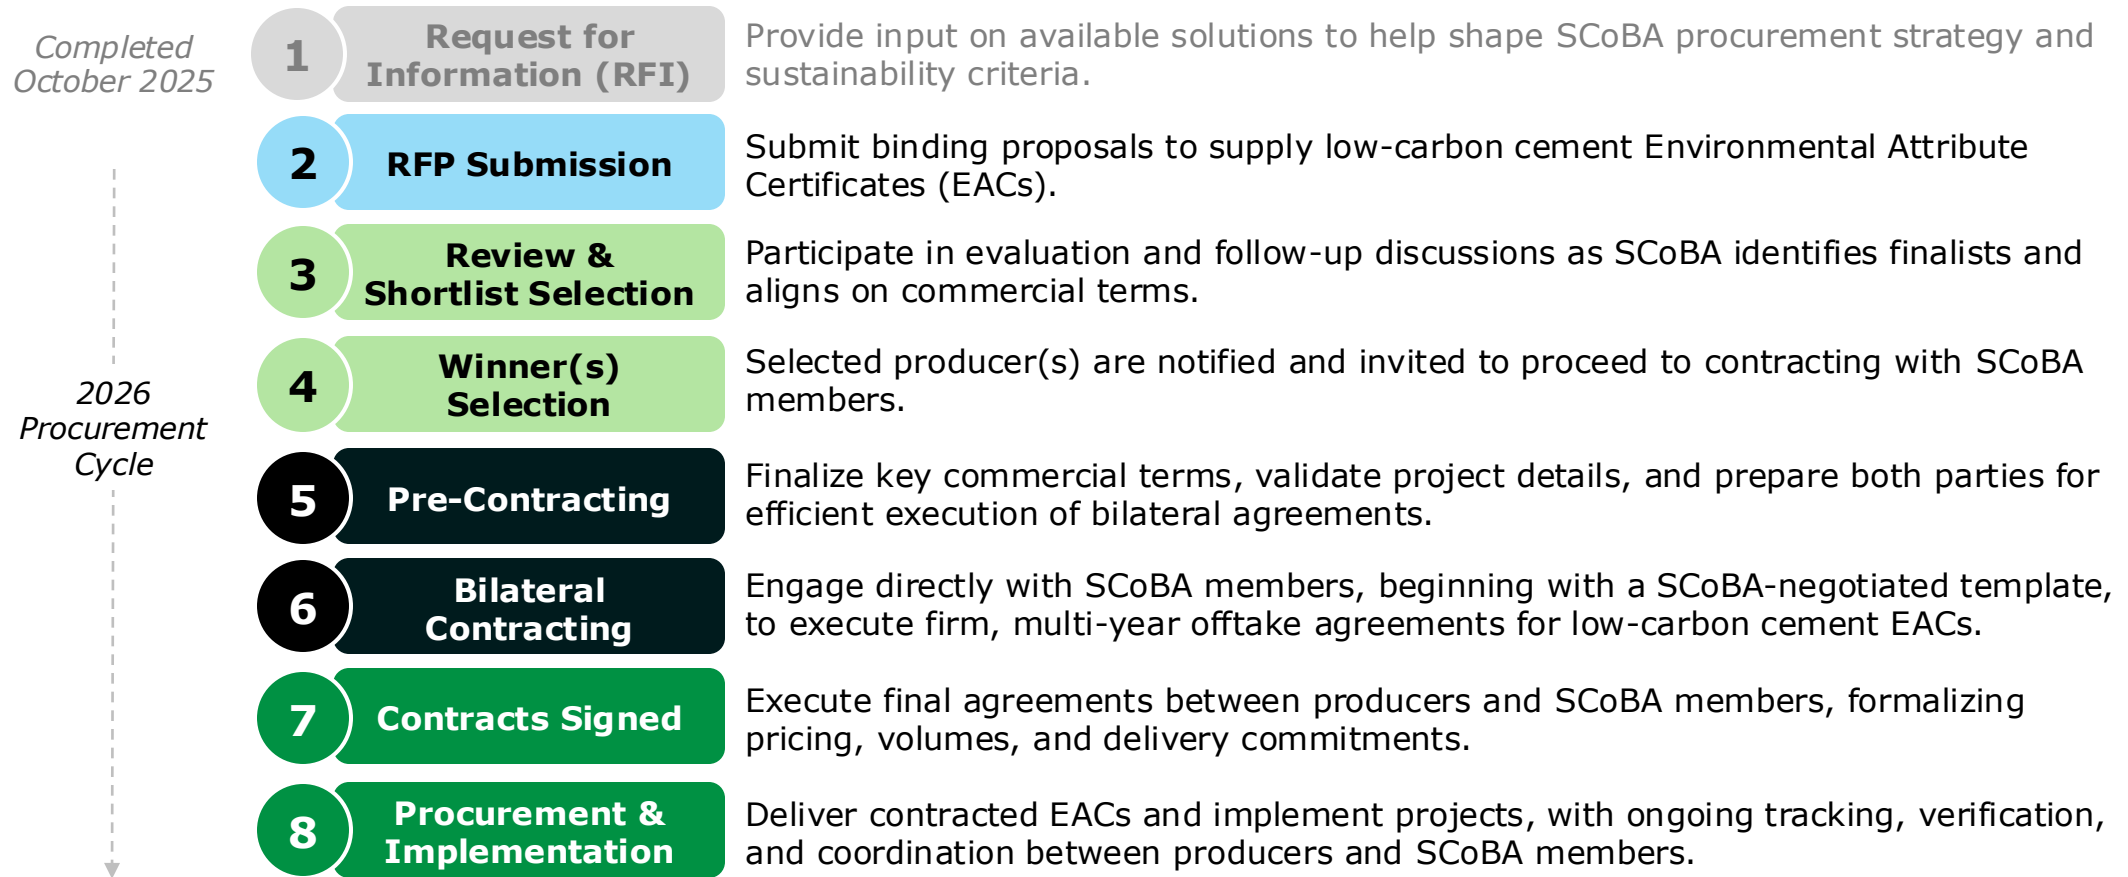 Completed
October 2025
1
Request for
Information (RFI)
Provide input on available solutions to help shape SCoBA procurement strategy and
sustainability criteria.
2
RFP Submission
Submit binding proposals to supply low-carbon cement Environmental Attribute
Certificates (EACs).
3
Review &
Shortlist Selection
Participate in evaluation and follow-up discussions as SCoBA identifies finalists and
aligns on commercial terms.
2026
Procurement
Cycle
4
Winner(s)
Selection
Selected producer(s) are notified and invited to proceed to contracting with SCoBA
members.
5
Pre-Contracting
Finalize key commercial terms, validate project details, and prepare both parties for
efficient execution of bilateral agreements.
6
Bilateral
Contracting
Engage directly with SCoBA members, beginning with a SCoBA-negotiated template,
to execute firm, multi-year offtake agreements for low-carbon cement EACs.
7
Contracts Signed
Execute final agreements between producers and SCoBA members, formalizing
pricing, volumes, and delivery commitments.
8
Procurement &
Implementation
Deliver contracted EACs and implement projects, with ongoing tracking, verification,
and coordination between producers and SCoBA members.